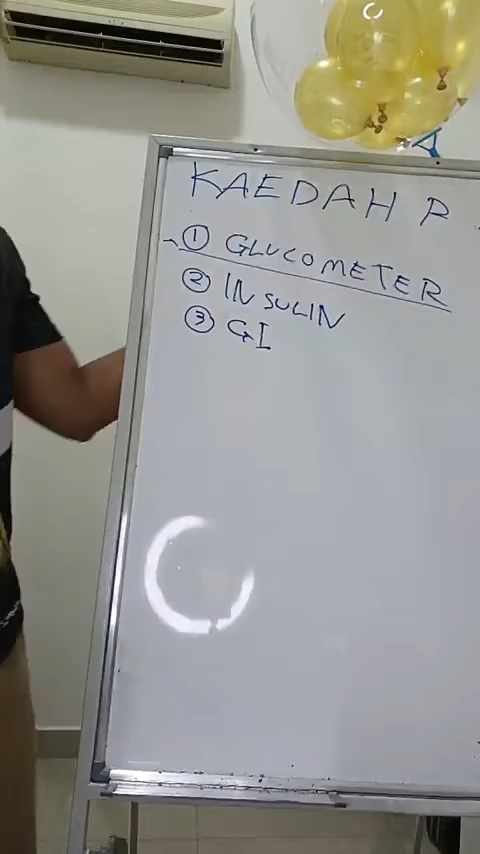 KAEDAH P
① GLUCOMETER
② INSULIN
③ GI